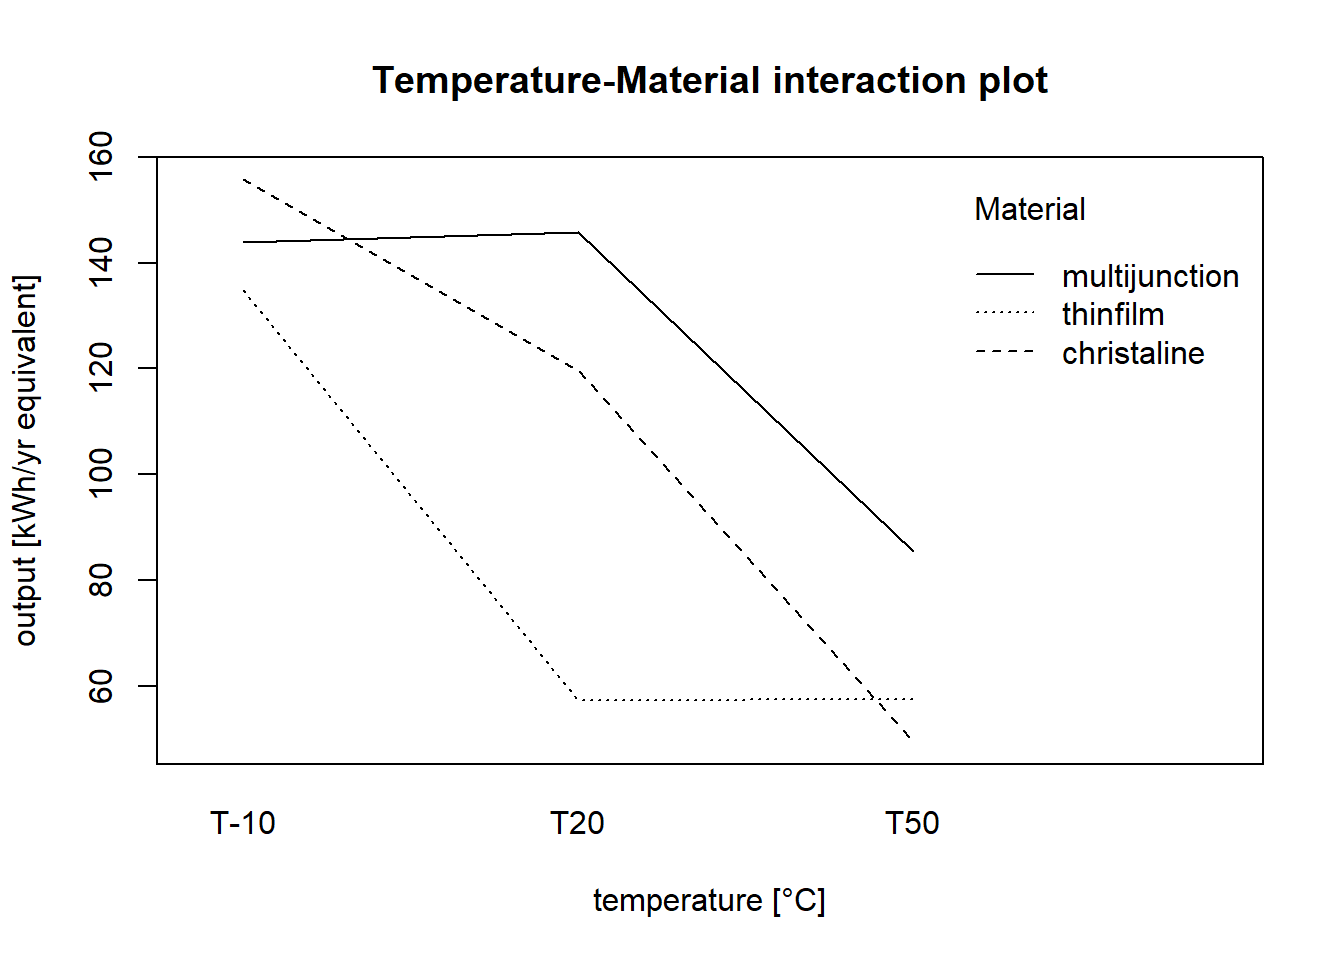 Temperature-Material interaction plot
output [kWh/yr equivalent]
160
140
120
100
80
60
Material
multijunction
thinfilm
christaline
T-10 T20 T50
temperature [°C]